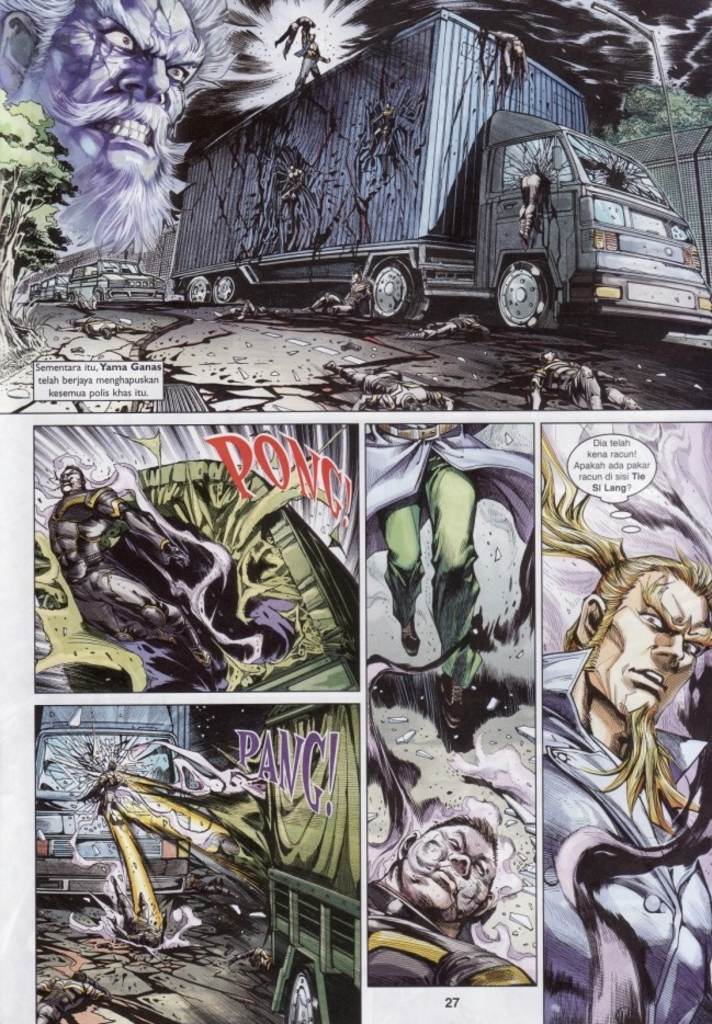 Sementara itu, Yama Ganas
telah berjaya menghapuskan
kesemua polis khas itu.
PONG!
Dia telah
kena racun!
Apakah ada pakar
racun di sisi Tie
Si Lang?
PANG!
27